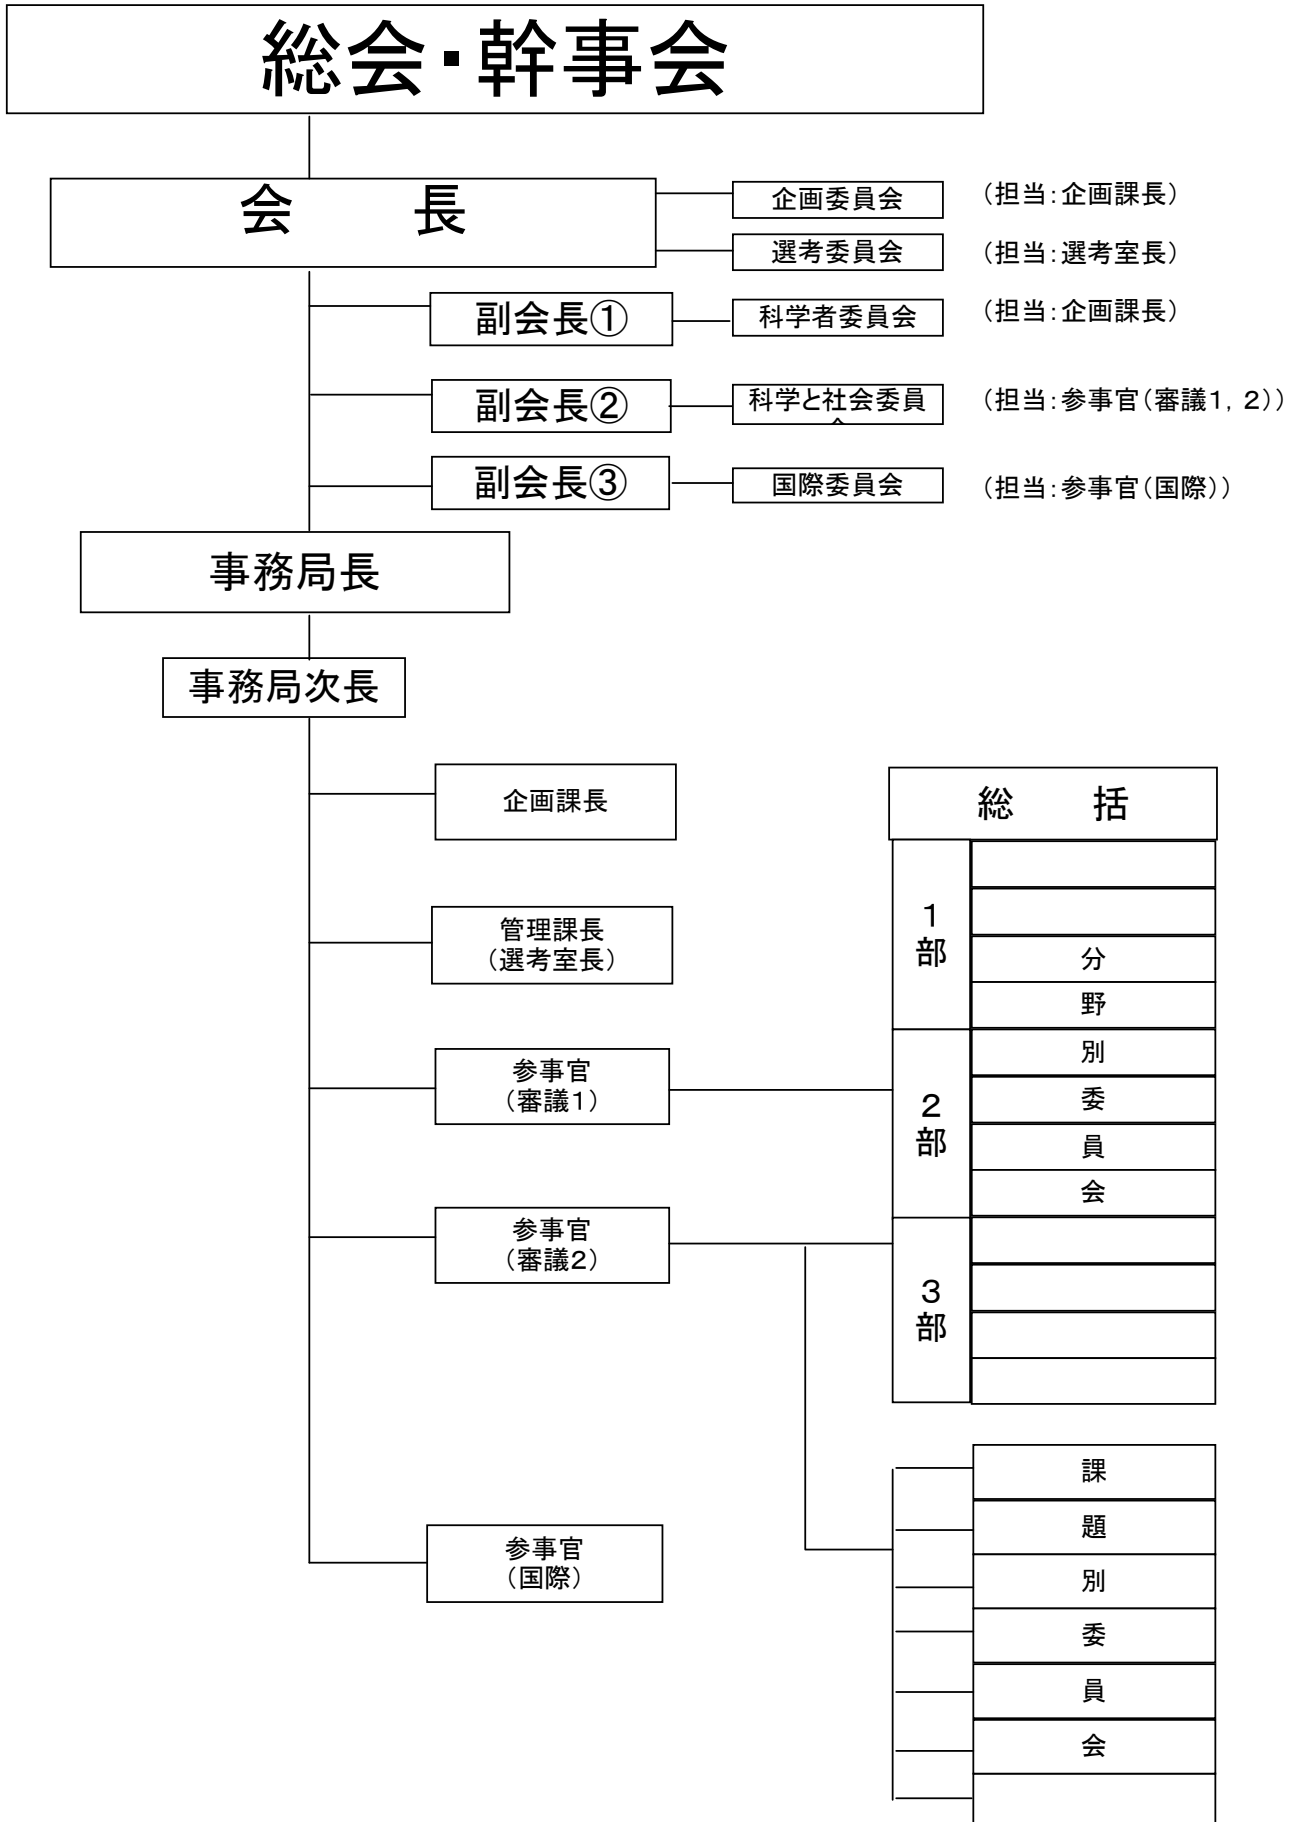 総会・幹事会
会 長
企画委員会
(担当:企画課長)
選考委員会
(担当:選考室長)
副会長①
科学者委員会
(担当:企画課長)
副会長②
科学と社会委員
(担当:参事官(審議1, 2))
副会長③
国際委員会
(担当:参事官(国際))
事務局長
事務局次長
企画課長
管理課長
(選考室長)
参事官
(審議1)
参事官
(審議2)
参事官
(国際)
総 括
1
部
2
部
3
部
分
野
別
委
員
会
課
題
別
委
員
会